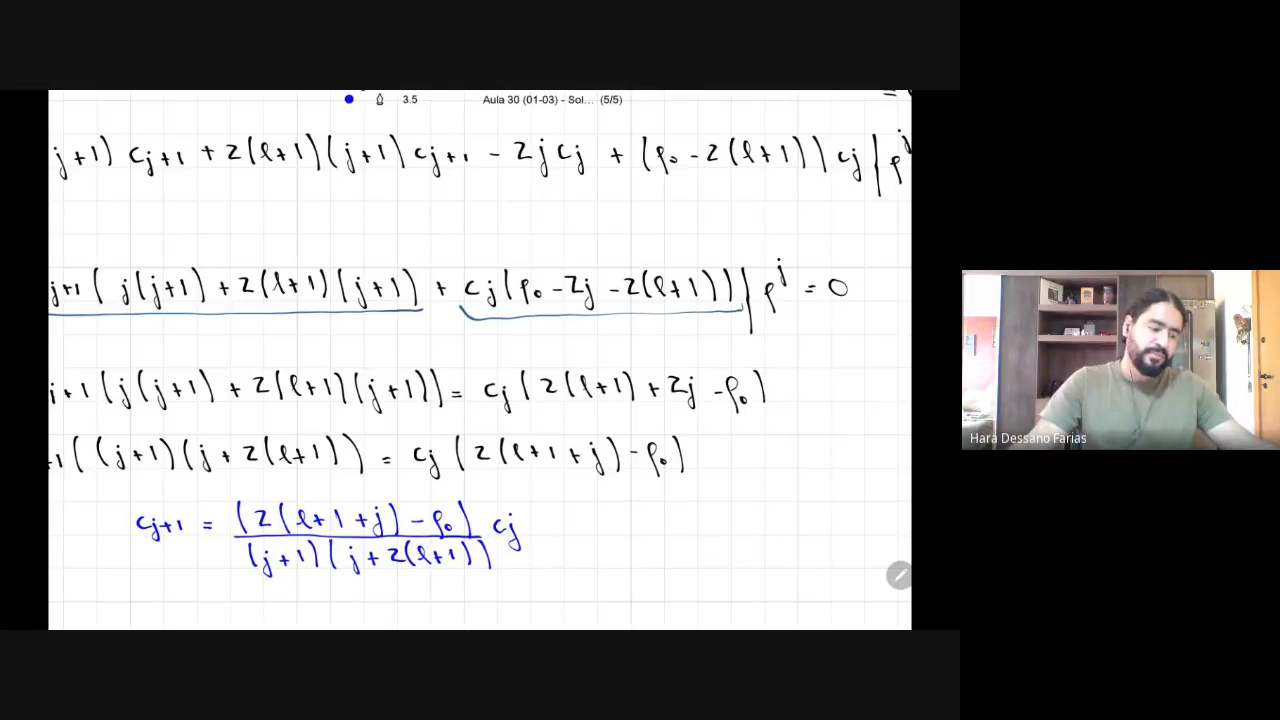 3.5 Aula 30 (01-03) - Sol... (5/5)
j+1) cj+1 + 2(l+1)(j+1) cj+1 - 2j cj + (ρ0 - 2(l+1)) cj | ρ^j
j+1 ( j(j+1) + 2(l+1)(j+1) + cj (ρ0 - 2j - 2(l+1)) | ρ^j = 0
j+1 (j(j+1) + 2(l+1)(j+1)) = cj (2(l+1) + 2j - ρ0)
+1 ((j+1)(j + 2(l+1)) = cj (2(l+1+j) - ρ0)
cj+1 = (2(l+1+j) - ρ0) cj
(j+1)(j + 2(l+1))
Hara Dessano Farias